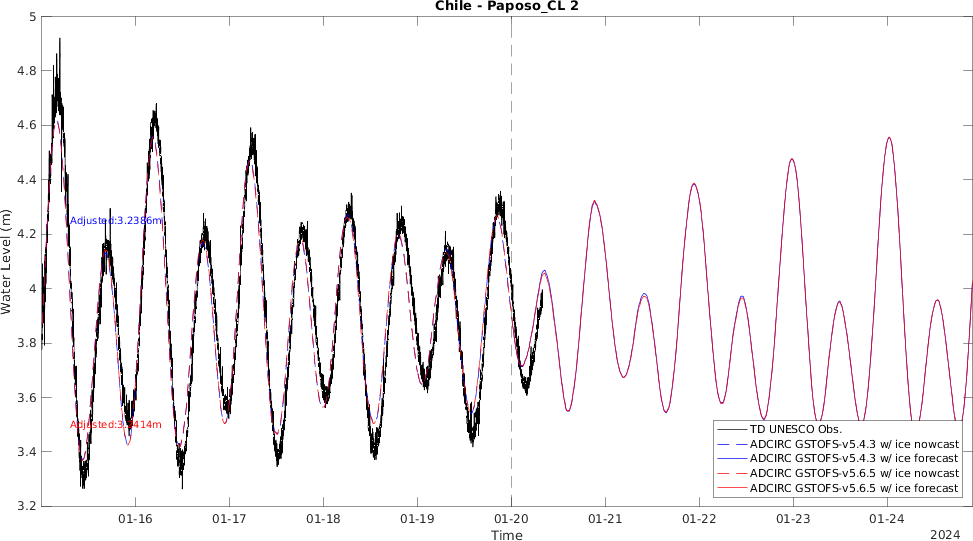 Chile - Paposo_CL 2
Water Level (m)
5
4.8
4.6
4.4
4.2
4
3.8
3.6
3.4
3.2
Adjusted:3.2386m
TD UNESCO Obs.
ADCIRC GSTOFS-v5.4.3 w/ ice nowcast
ADCIRC GSTOFS-v5.4.3 w/ ice forecast
ADCIRC GSTOFS-v5.6.5 w/ ice nowcast
ADCIRC GSTOFS-v5.6.5 w/ ice forecast
01-16 01-17 01-18 01-19 01-20 01-21 01-22 01-23 01-24
Time
2024